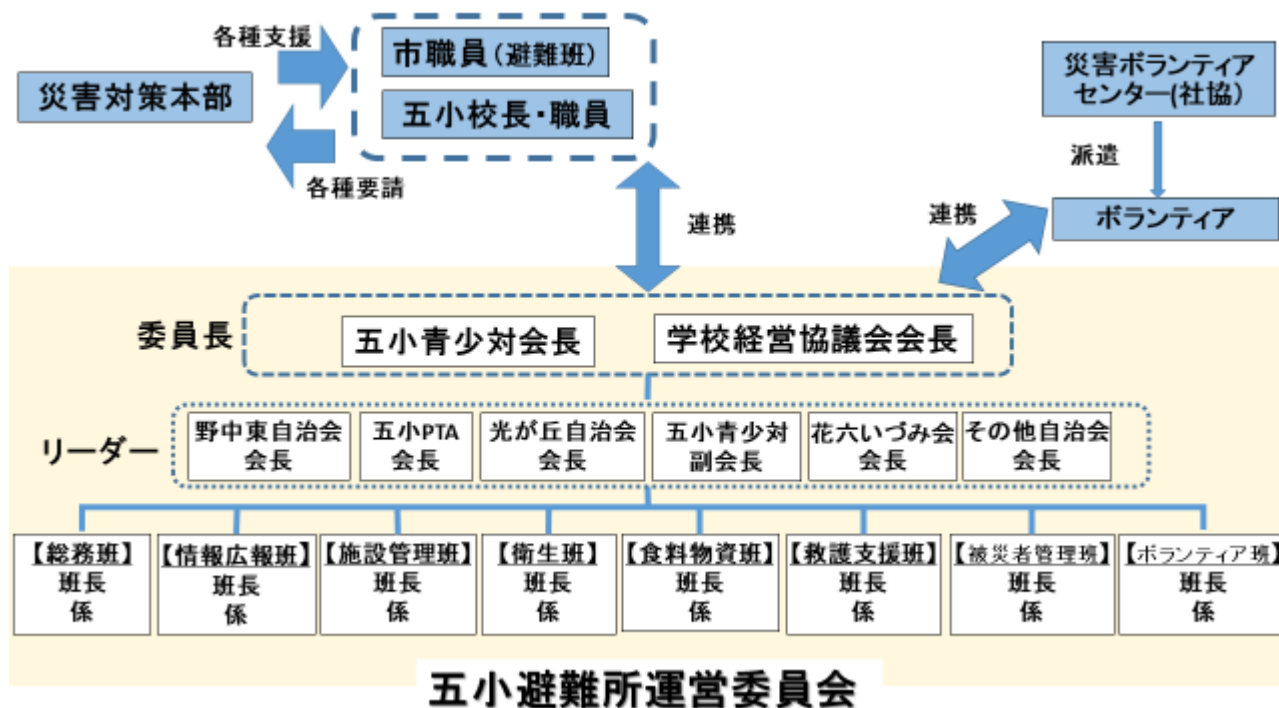 各種支援
市職員(避難班)
災害対策本部
五小校長・職員
各種要請
災害ボランティア
センター(社協)
派遣
連携
連携
ボランティア
委員長
五小青少対会長
学校経営協議会会長
リーダー
野中東自治会
会長
五小PTA
会長
光が丘自治会
会長
五小青少対
副会長
花六いづみ会
会長
その他自治会
会長
【総務班】
班長
係
【情報広報班】
班長
係
【施設管理班】
班長
係
【衛生班】
班長
係
【食料物資班】
班長
係
【救護支援班】
班長
係
【被災者管理班】
班長
係
【ボランティア班】
班長
係
五小避難所運営委員会